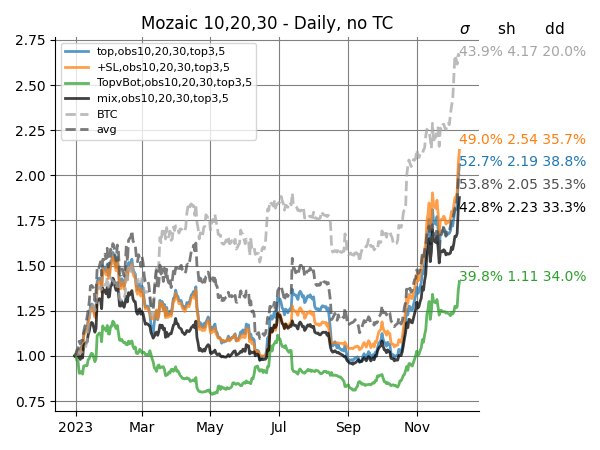 Mozaic 10,20,30 - Daily, no TC
σ sh dd
2.75
2.50
2.25
2.00
1.75
1.50
1.25
1.00
0.75
top,obs10,20,30,top3,5
+SL,obs10,20,30,top3,5
TopvBot,obs10,20,30,top3,5
mix,obs10,20,30,top3,5
BTC
avg
43.9% 4.17 20.0%
49.0% 2.54 35.7%
52.7% 2.19 38.8%
53.8% 2.05 35.3%
42.8% 2.23 33.3%
39.8% 1.11 34.0%
2023 Mar May Jul Sep Nov